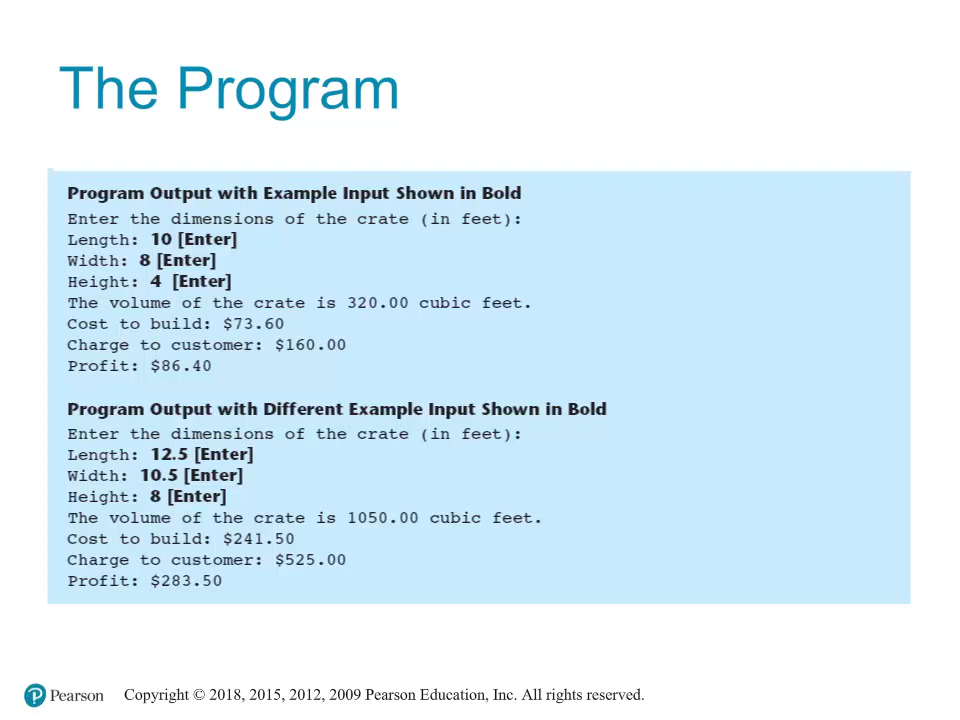 The Program
Program Output with Example Input Shown in Bold
Enter the dimensions of the crate (in feet):
Length: 10 [Enter]
Width: 8 [Enter]
Height: 4 [Enter]
The volume of the crate is 320.00 cubic feet.
Cost to build: $73.60
Charge to customer: $160.00
Profit: $86.40
Program Output with Different Example Input Shown in Bold
Enter the dimensions of the crate (in feet):
Length: 12.5 [Enter]
Width: 10.5 [Enter]
Height: 8 [Enter]
The volume of the crate is 1050.00 cubic feet.
Cost to build: $241.50
Charge to customer: $525.00
Profit: $283.50
P Pearson Copyright © 2018, 2015, 2012, 2009 Pearson Education, Inc. All rights reserved.